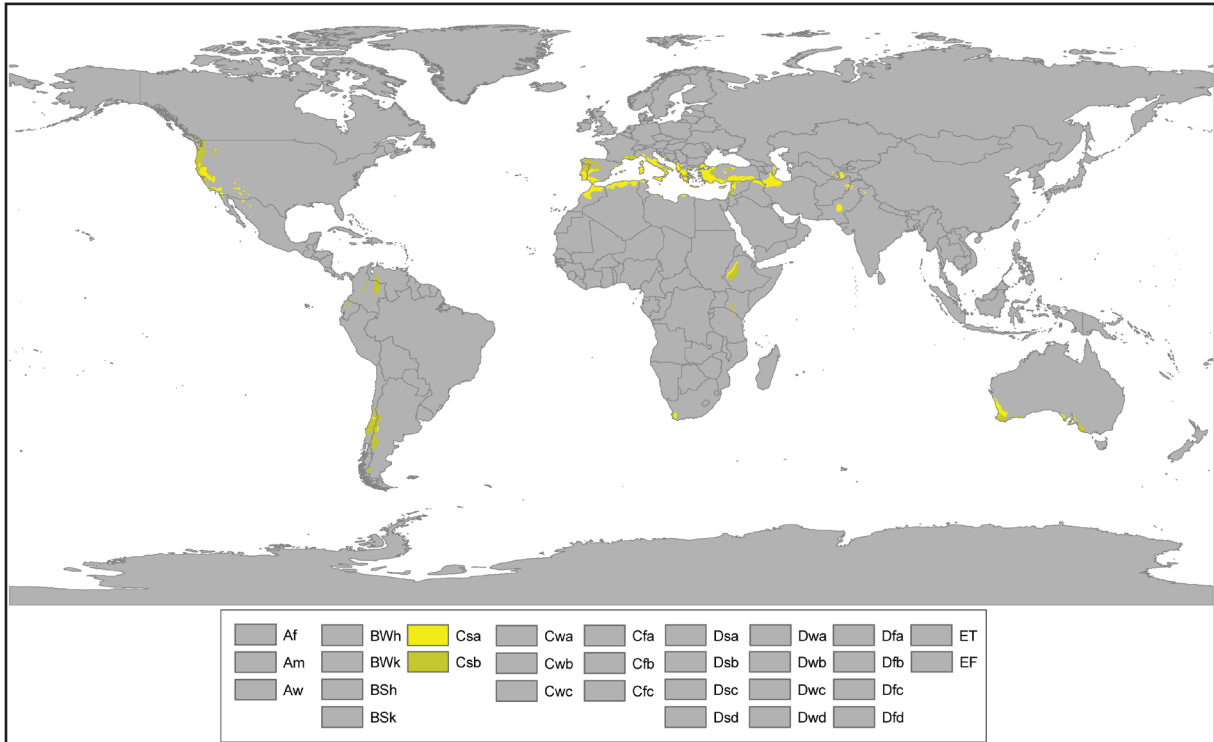 Af BWh Csa Cwa Cfa Dsa Dwa Dfa ET
Am BWk Csb Cwb Cfb Dsb Dwb Dfb EF
Aw BSh Cwc Cfc Dsc Dwc Dfc
BSk Dsd Dwd Dfd